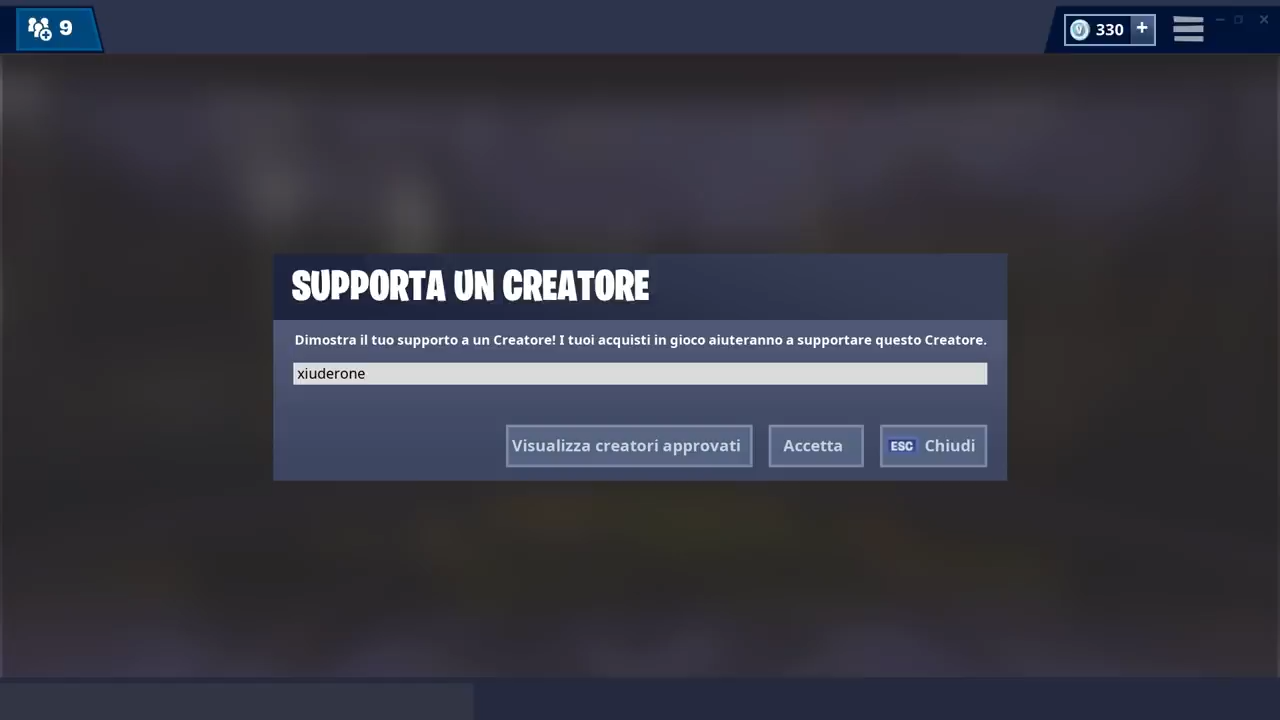 9
330 +
SUPPORTA UN CREATORE
Dimostra il tuo supporto a un Creatore! I tuoi acquisti in gioco aiuteranno a supportare questo Creatore.
xiuderone
Visualizza creatori approvati Accetta ESC Chiudi